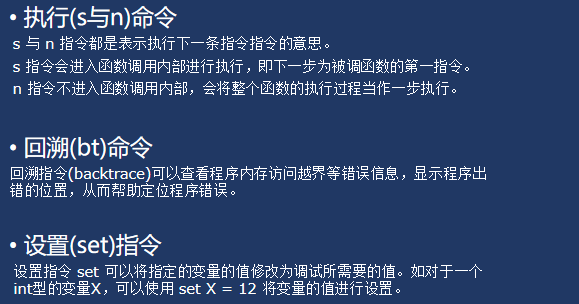 • 执行(s与n)命令
s 与 n 指令都是表示执行下一条指令指令的意思。
s 指令会进入函数调用内部进行执行，即下一步为被调函数的第一指令。
n 指令不进入函数调用内部，会将整个函数的执行过程当作一步执行。
• 回溯(bt)命令
回溯指令(backtrace)可以查看程序内存访问越界等错误信息，显示程序出
错的位置，从而帮助定位程序错误。
• 设置(set)指令
设置指令 set 可以将指定的变量的值修改为调试所需要的值。如对于一个
int型的变量X，可以使用 set X = 12 将变量的值进行设置。